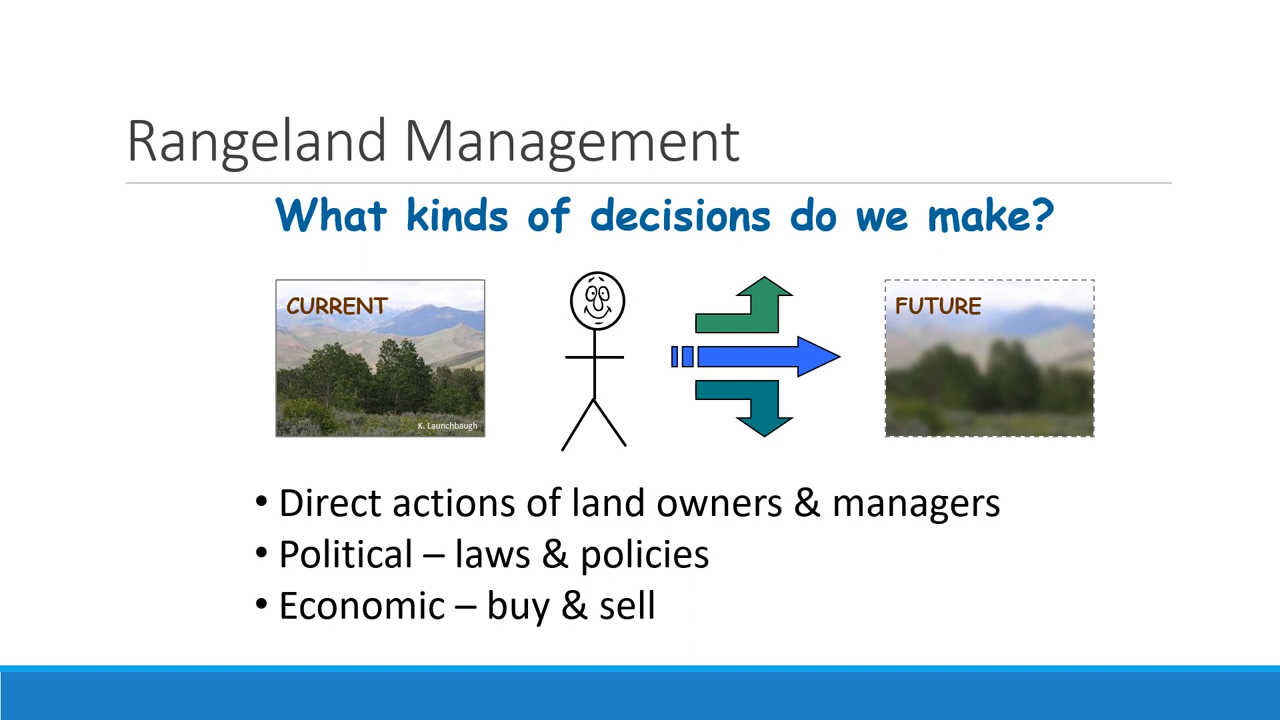 Rangeland Management
What kinds of decisions do we make?
CURRENT
K. Launchbaugh
FUTURE
• Direct actions of land owners & managers
• Political – laws & policies
• Economic – buy & sell